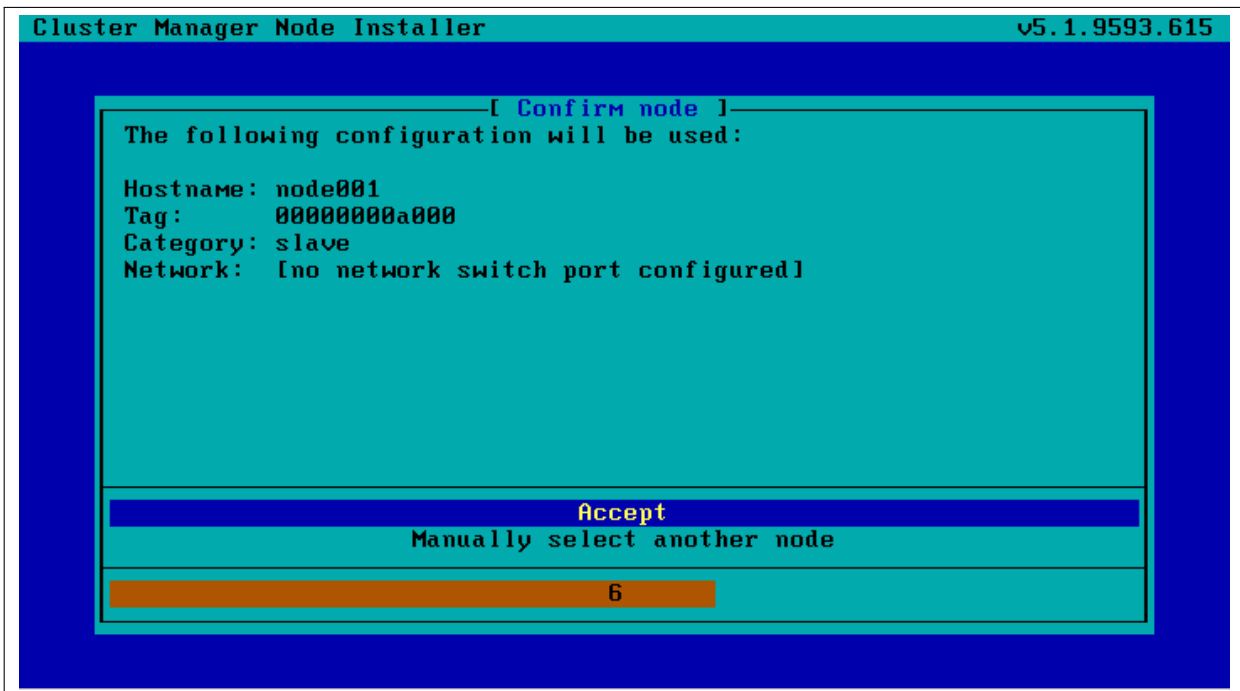 Cluster Manager Node Installer v5.1.9593.615
[ Confirm node ]
The following configuration will be used:
Hostname: node001
Tag: 00000000a000
Category: slave
Network: [no network switch port configured]
Accept
Manually select another node
6